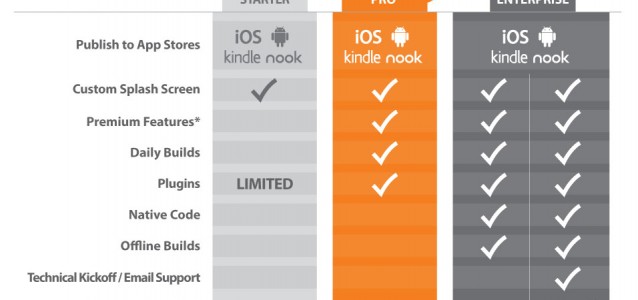 STARTER PRO ENTERPRISE
Publish to App Stores iOS kindle nook iOS kindle nook iOS kindle nook
Custom Splash Screen
Premium Features*
Daily Builds
Plugins LIMITED
Native Code
Offline Builds
Technical Kickoff / Email Support